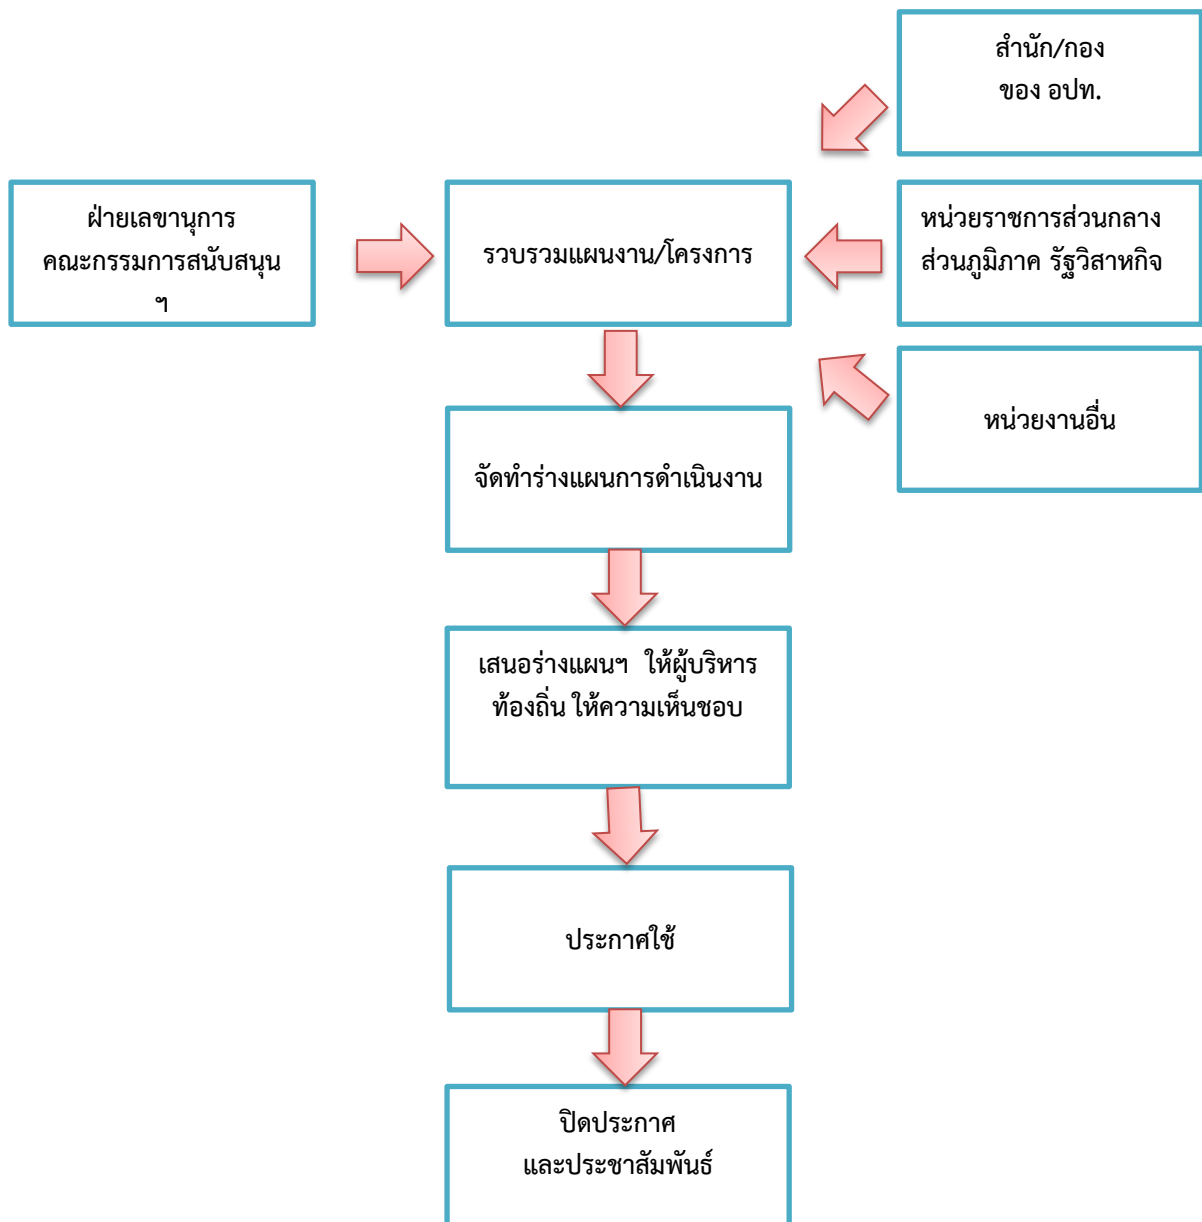 สำนัก/กอง
ของ อปท.
ฝ่ายเลขานุการ
คณะกรรมการสนับสนุน
ฯ
รวบรวมแผนงาน/โครงการ
หน่วยราชการส่วนกลาง
ส่วนภูมิภาค รัฐวิสาหกิจ
หน่วยงานอื่น
จัดทำร่างแผนการดำเนินงาน
เสนอร่างแผนฯ ให้ผู้บริหาร
ท้องถิ่น ให้ความเห็นชอบ
ประกาศใช้
ปิดประกาศ
และประชาสัมพันธ์